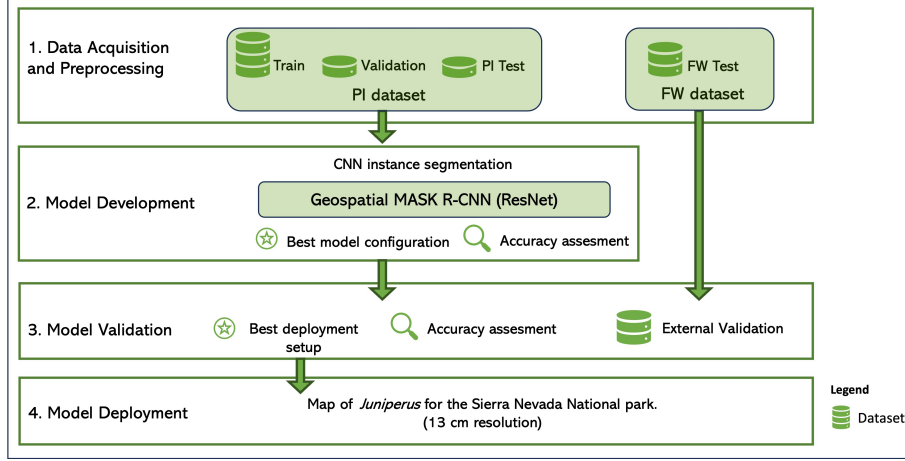 1. Data Acquisition
and Preprocessing
Train
Validation
PI Test
PI dataset
FW Test
FW dataset
CNN instance segmentation
2. Model Development
Geospatial MASK R-CNN (ResNet)
Best model configuration
Accuracy assesment
3. Model Validation
Best deployment
setup
Accuracy assesment
External Validation
4. Model Deployment
Map of Juniperus for the Sierra Nevada National park.
(13 cm resolution)
Legend
Dataset